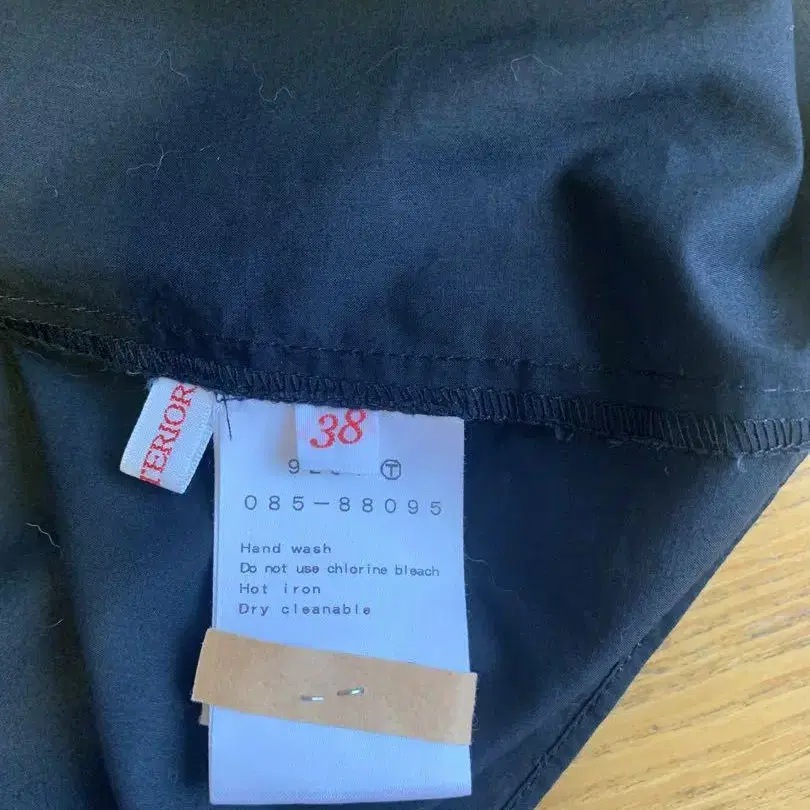 TERIOR
38
Ⓣ
085-88095
Hand wash
Do not use chlorine bleach
Hot iron
Dry cleanable